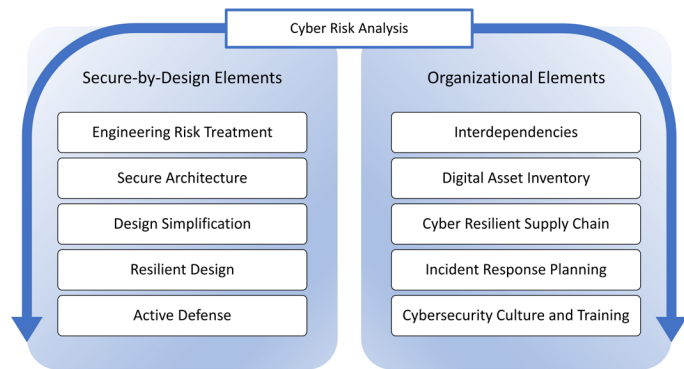 Cyber Risk Analysis
Secure-by-Design Elements
Engineering Risk Treatment
Secure Architecture
Design Simplification
Resilient Design
Active Defense
Organizational Elements
Interdependencies
Digital Asset Inventory
Cyber Resilient Supply Chain
Incident Response Planning
Cybersecurity Culture and Training